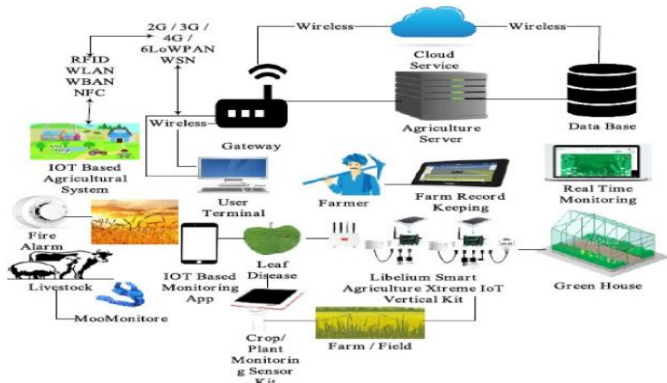 2G / 3G /
4G /
6LoWPAN
WSN
Wireless
Wireless
Cloud
Service
RFID
WLAN
WBAN
NFC
Wireless
Gateway
Agriculture
Server
Data Base
IOT Based
Agricultural
System
User
Terminal
Farmer
Farm Record
Keeping
Real Time
Monitoring
Fire
Alarm
IOT Based
Monitoring
App
Leaf
Disease
Libelium Smart
Agriculture Xtreme IoT
Vertical Kit
Green House
Livestock
MooMonitore
Crop/
Plant
Monitorin
g Sensor
Kit
Farm / Field